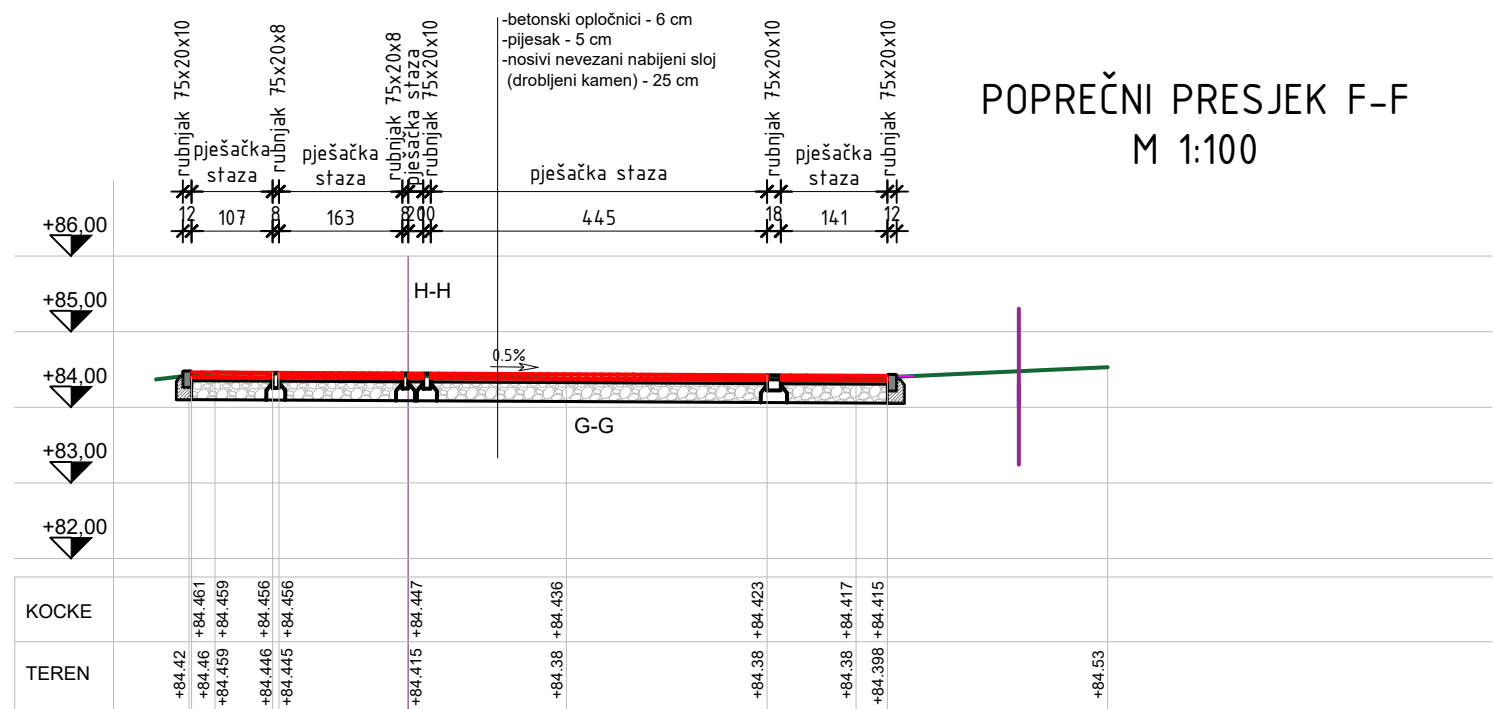 rubnjak 75x20x10
rubnjak 75x20x8
rubnjak 75x20x8
pješačka staza
rubnjak 75x20x10
-betonski opločnici - 6 cm
-pijesak - 5 cm
-nosivi nevezani nabijeni sloj
(drobljeni kamen) - 25 cm
rubnjak 75x20x10
rubnjak 75x20x10
POPREČNI PRESJEK F-F
M 1:100
pješačka
staza
pješačka
staza
pješačka staza
pješačka
staza
12 107 8 163 8 445 18 141 12
+86,00
H-H
+85,00
0.5%
+84,00
G-G
+83,00
+82,00
KOCKE
+84.461
+84.459
+84.456
+84.456
+84.447
+84.436
+84.423
+84.417
+84.415
TEREN
+84.42
+84.46
+84.459
+84.446
+84.445
+84.415
+84.38
+84.38
+84.38
+84.398
+84.53